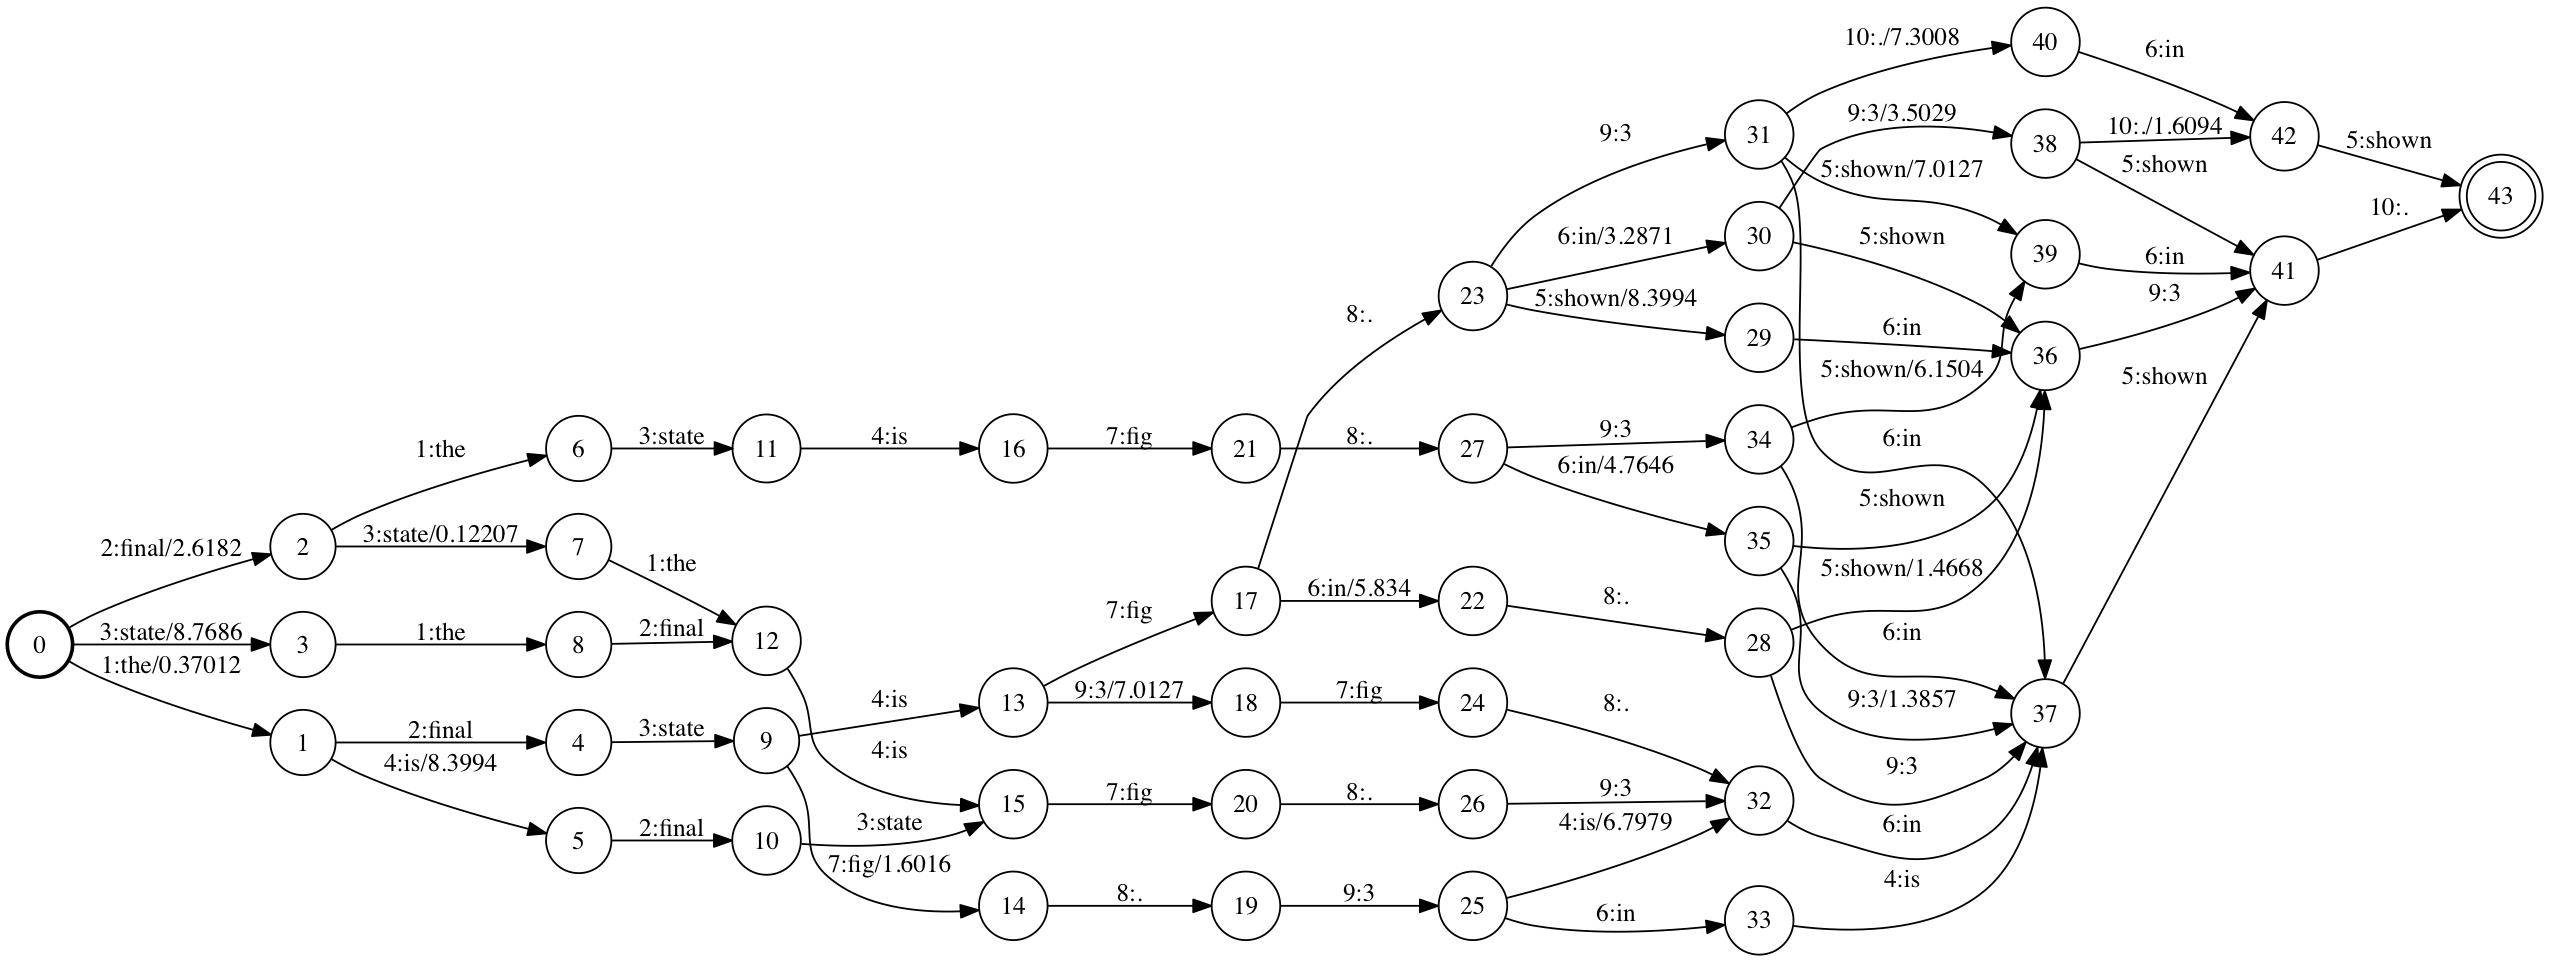 10:./7.3008
40
6:in
9:3/3.5029
10:./1.6094
9:3
31
38
42
5:shown
5:shown/7.0127
5:shown
43
6:in/3.2871
30
5:shown
39
6:in
10:.
23
5:shown/8.3994
41
8:.
6:in
9:3
29
36
5:shown/6.1504
5:shown
1:the
6
3:state
11
4:is
16
7:fig
21
8:.
27
9:3
34
6:in
6:in/4.7646
5:shown
2:final/2.6182
2
3:state/0.12207
7
1:the
35
5:shown/1.4668
7:fig
17
6:in/5.834
22
8:.
0
3:state/8.7686
3
1:the
8
2:final
12
28
6:in
1:the/0.37012
4:is
13
9:3/7.0127
18
7:fig
24
8:.
9:3/1.3857
37
1
2:final
4
3:state
9
4:is
9:3
4:is/8.3994
15
7:fig
20
8:.
26
9:3
32
5
2:final
10
3:state
4:is/6.7979
6:in
7:fig/1.6016
14
8:.
19
9:3
25
6:in
33
4:is